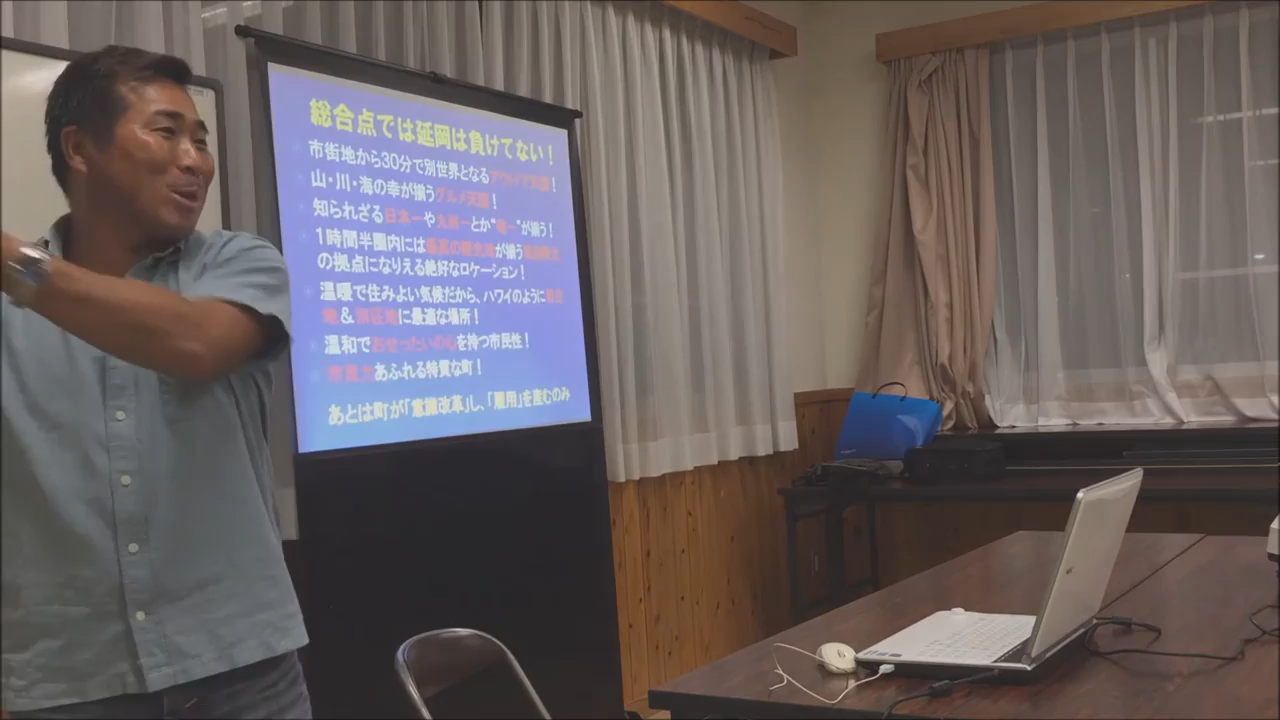 総合点では延岡は負けてない！
市街地から30分で別世界となるアウトドア天国！
山・川・海の幸が揃うグルメ天国！
知られざる日本一や九州一とか"唯一"が揃う！
1時間半圏内には最高の観光地が揃う
の拠点になりえる絶好なロケーション！
温暖で住みよい気候だから、ハワイのように
＆ に最適な場所！
温和でおせったいの心を持つ市民性！
市民力あふれる特異な町！
あとは町が「意識改革」し、「雇用」を産むのみ